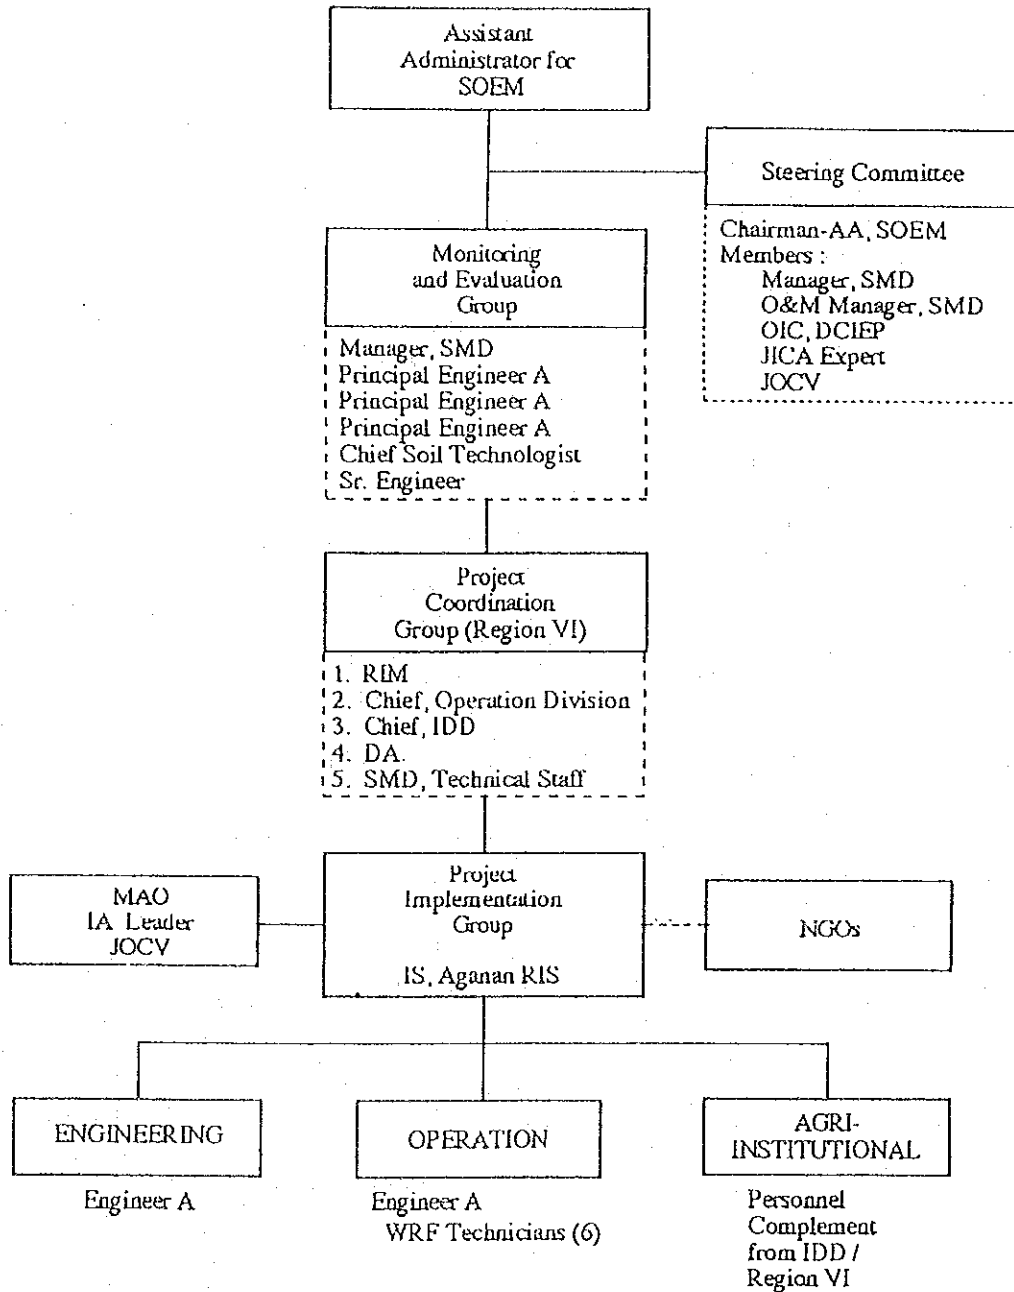 Assistant
Administrator for
SOEM
Steering Committee
Chairman-AA, SOEM
Members :
Manager, SMD
O&M Manager, SMD
OIC, DCIEP
JICA Expert
JOCV
Monitoring
and Evaluation
Group
Manager, SMD
Principal Engineer A
Principal Engineer A
Principal Engineer A
Chief Soil Technologist
Sr. Engineer
Project
Coordination
Group (Region VI)
1. RIM
2. Chief, Operation Division
3. Chief, IDD
4. DA.
5. SMD, Technical Staff
MAO
IA Leader
JOCV
Project
Implementation
Group
IS, Aganan RIS
NGOs
ENGINEERING
Engineer A
OPERATION
Engineer A
WRF Technicians (6)
AGRI-
INSTITUTIONAL
Personnel
Complement
from IDD /
Region VI